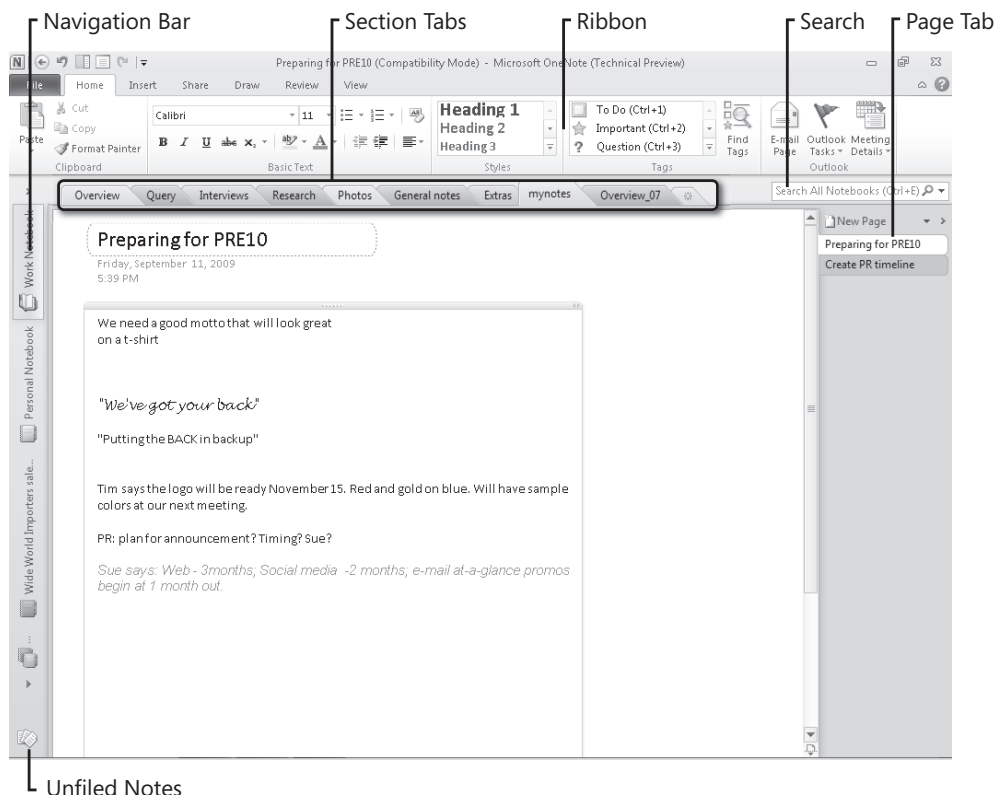 Navigation Bar Section Tabs Ribbon Search Page Tab
Preparing for PRE10 (Compatibility Mode) - Microsoft OneNote (Technical Preview)
File Home Insert Share Draw Review View
Paste
Cut
Copy
Format Painter
Clipboard
Calibri 11
B I U abc x₂ aby A
Basic Text
Heading 1
Heading 2
Heading 3
Styles
To Do (Ctrl+1)
Important (Ctrl+2)
? Question (Ctrl+3)
Tags
Find
Tags
E-mail
Page
Outlook
Tasks
Meeting
Details
Outlook
Overview Query Interviews Research Photos General notes Extras mynotes Overview_07
Search All Notebooks (Ctrl+E)
Work Notebook
Personal Notebook
Wide World Importers sale...
...
Preparing for PRE10
Friday, September 11, 2009
5:39 PM
We need a good motto that will look great
on a t-shirt
"We've got your back"
"Putting the BACK in backup"
Tim says the logo will be ready November 15. Red and gold on blue. Will have sample
colors at our next meeting.
PR: plan for announcement? Timing? Sue?
Sue says: Web - 3months; Social media -2 months; e-mail at-a-glance promos
begin at 1 month out.
New Page
Preparing for PRE10
Create PR timeline
Unfiled Notes